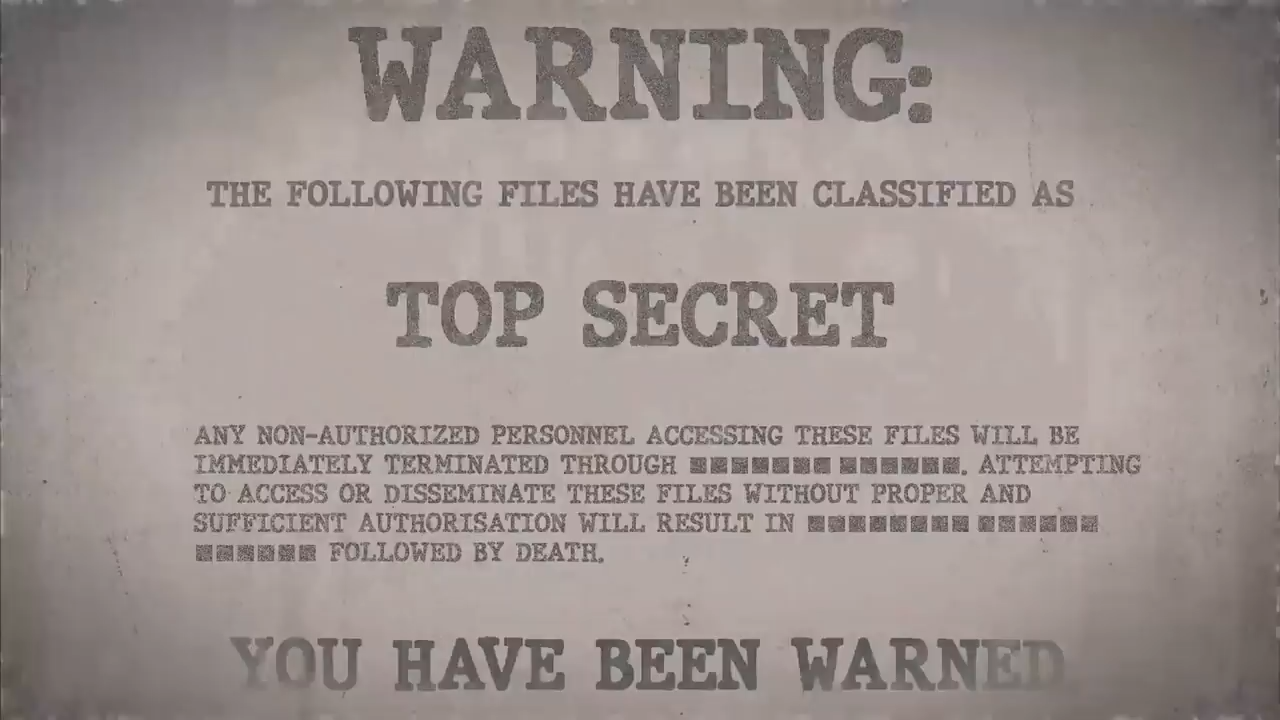 WARNING:
THE FOLLOWING FILES HAVE BEEN CLASSIFIED AS
TOP SECRET
ANY NON-AUTHORIZED PERSONNEL ACCESSING THESE FILES WILL BE
IMMEDIATELY TERMINATED THROUGH ■■■■■■■ ■■■■■■. ATTEMPTING
TO ACCESS OR DISSEMINATE THESE FILES WITHOUT PROPER AND
SUFFICIENT AUTHORISATION WILL RESULT IN ■■■■■■■■ ■■■■■■
■■■■■■ FOLLOWED BY DEATH.
YOU HAVE BEEN WARNED